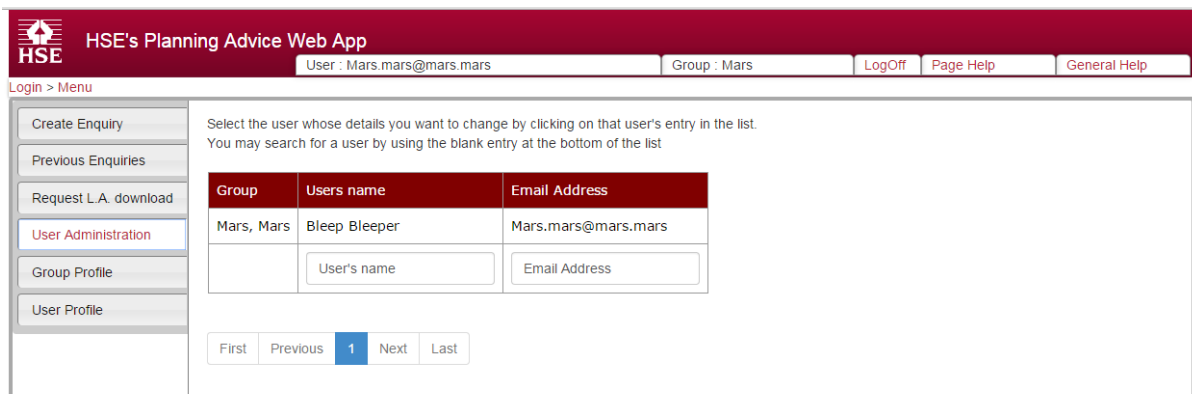 HSE
HSE's Planning Advice Web App
User : Mars.mars@mars.mars Group : Mars LogOff Page Help General Help
Login > Menu
Create Enquiry
Previous Enquiries
Request L.A. download
User Administration
Group Profile
User Profile
Select the user whose details you want to change by clicking on that user's entry in the list.
You may search for a user by using the blank entry at the bottom of the list
Group Users name Email Address
Mars, Mars Bleep Bleeper Mars.mars@mars.mars
User's name Email Address
First Previous 1 Next Last